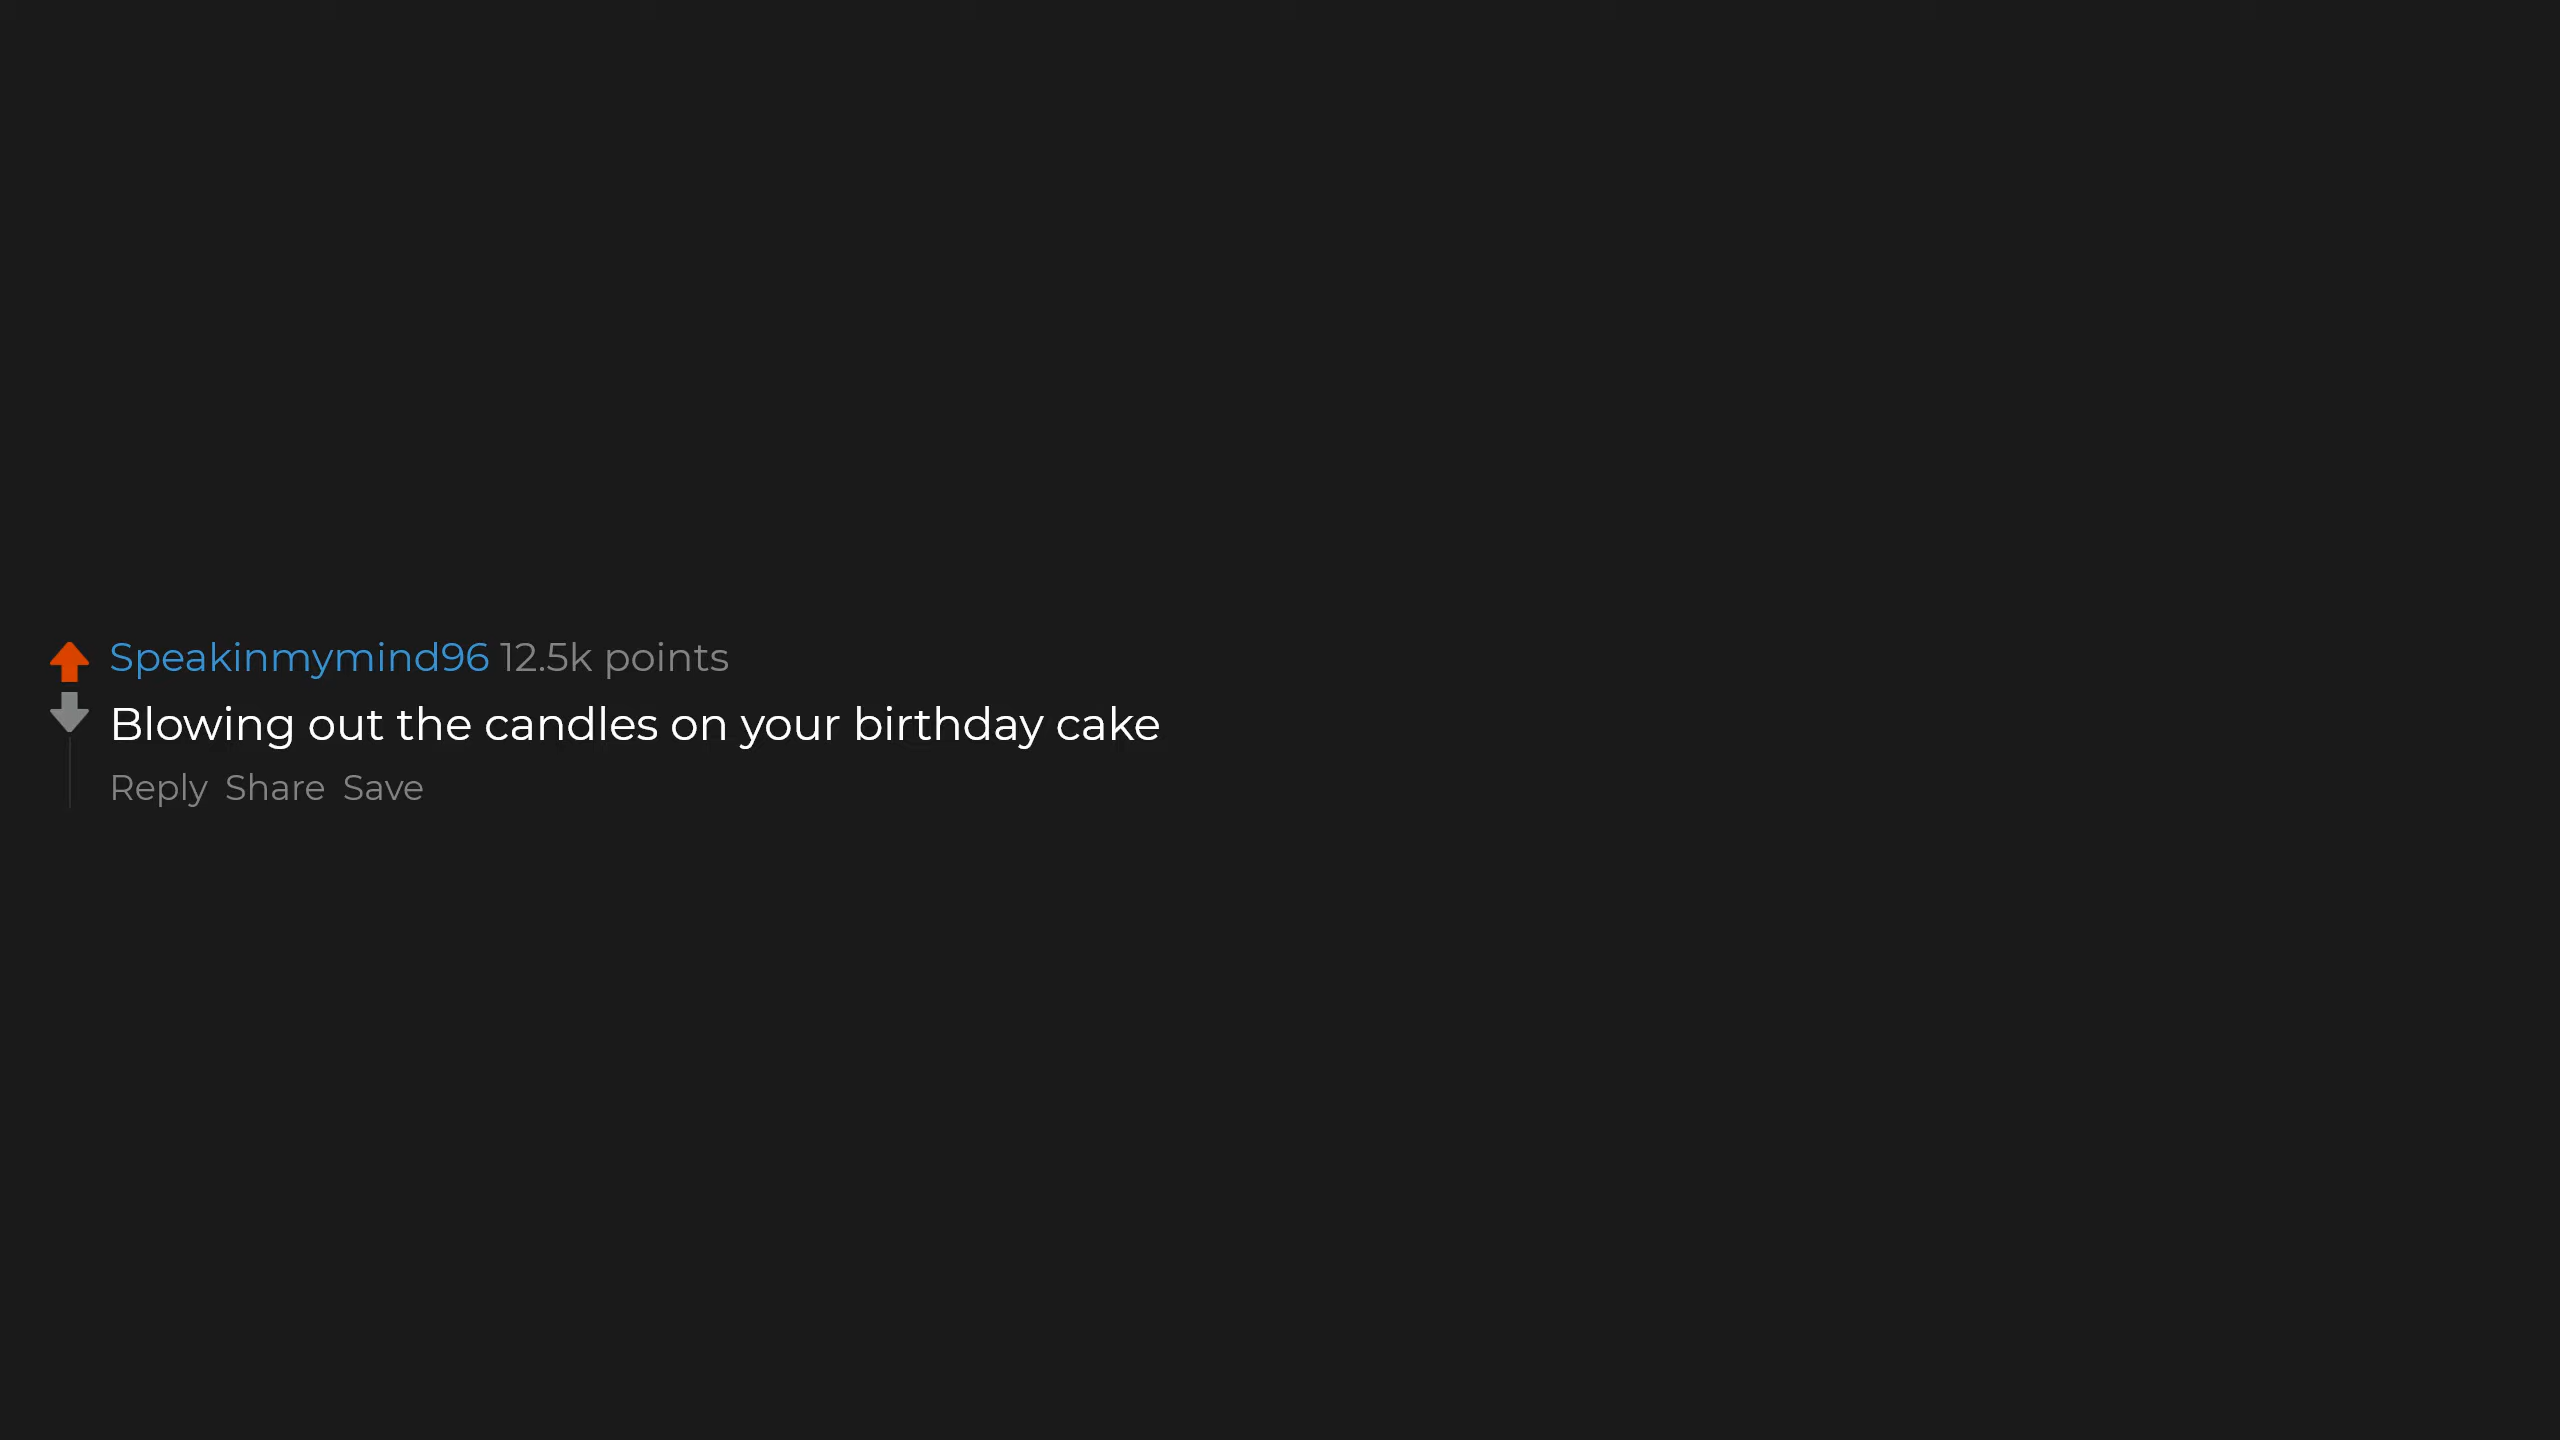 Speakinmymind96 12.5k points
Blowing out the candles on your birthday cake
Reply Share Save